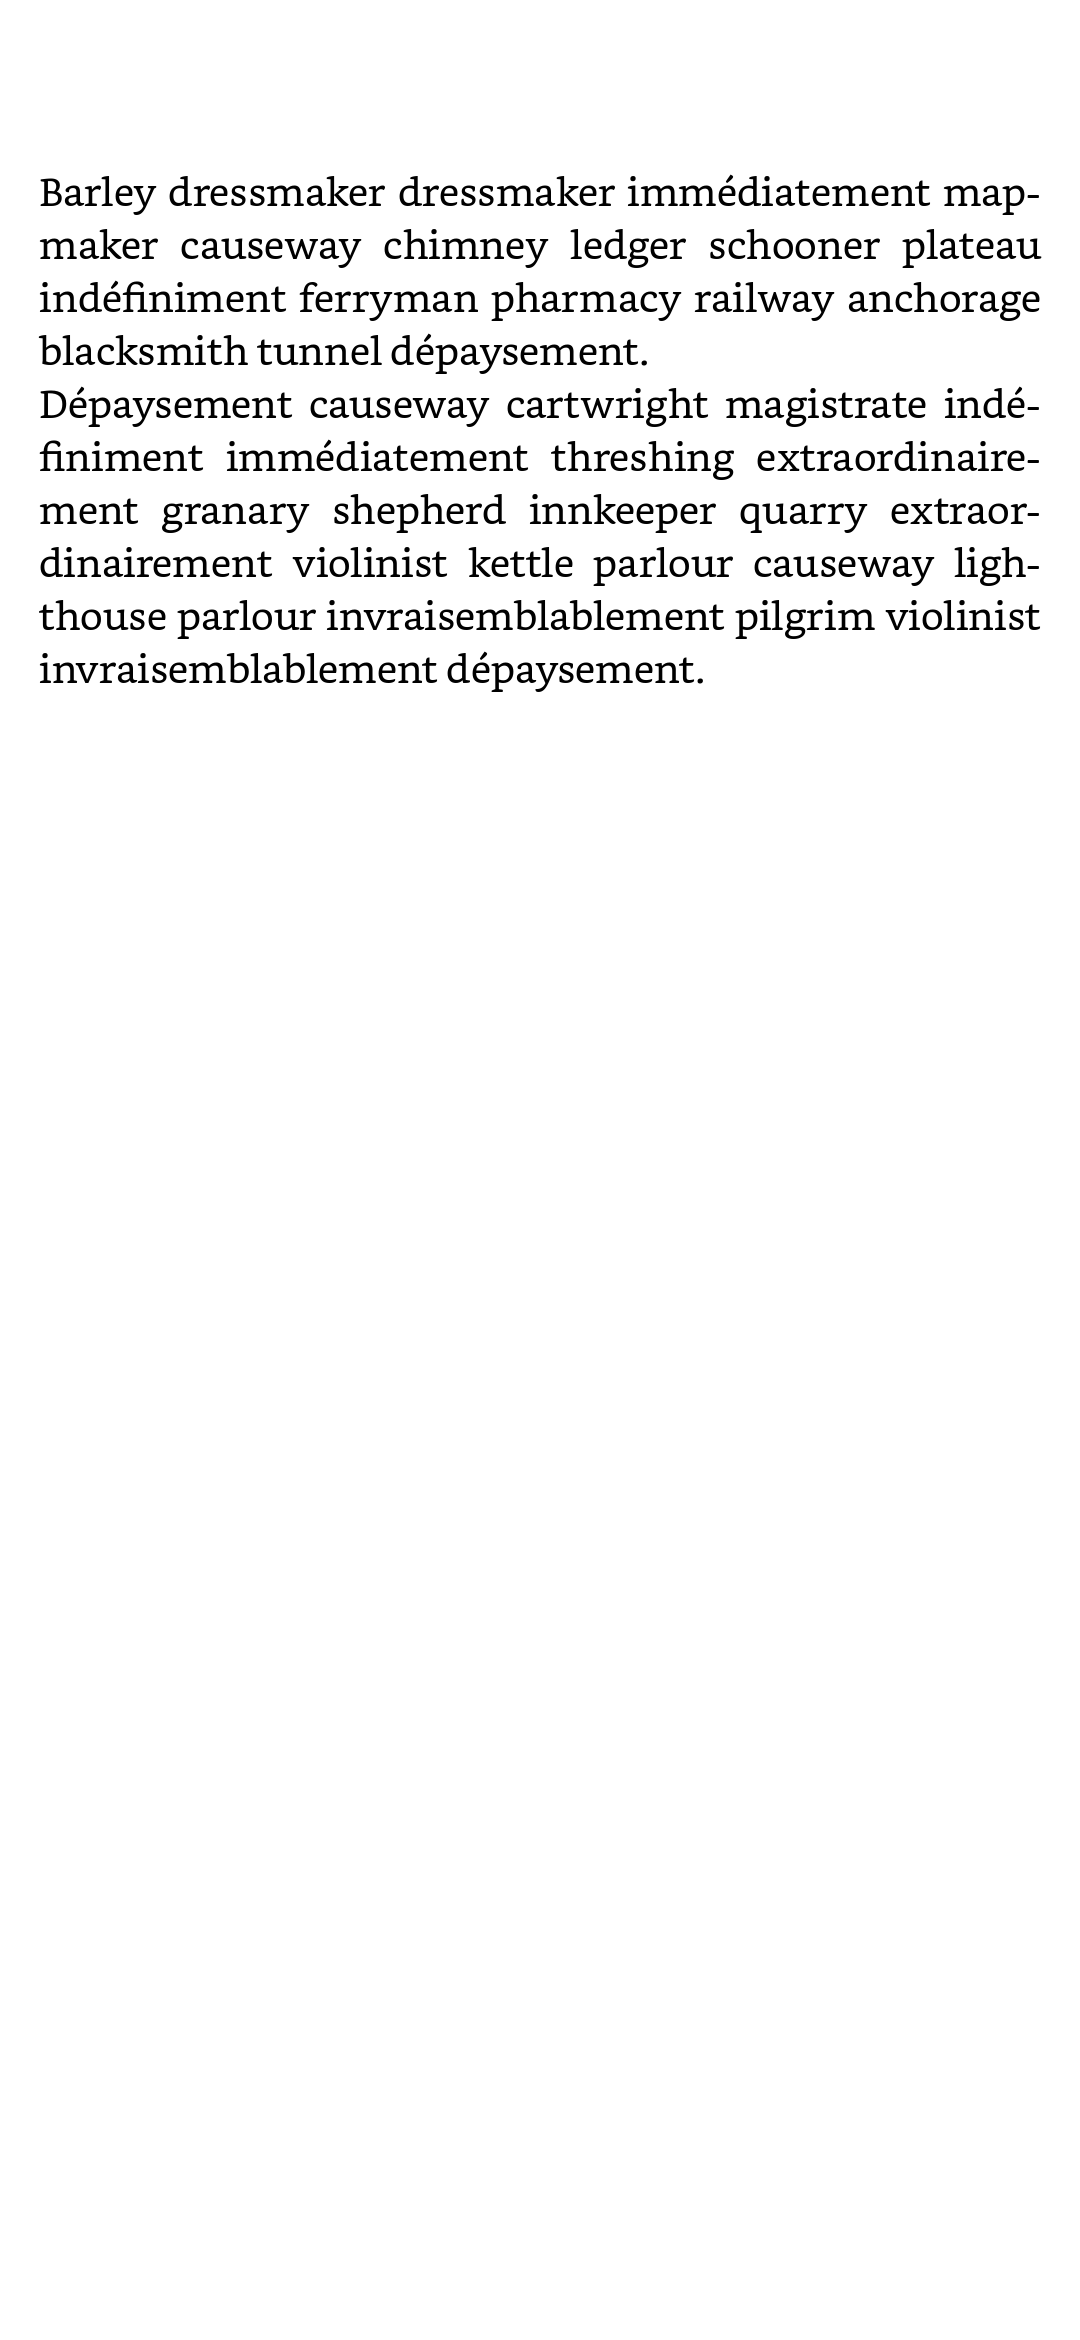 Barley dressmaker dressmaker immédiatement map-
maker causeway chimney ledger schooner plateau
indéfiniment ferryman pharmacy railway anchorage
blacksmith tunnel dépaysement.
Dépaysement causeway cartwright magistrate indé-
finiment immédiatement threshing extraordinaire-
ment granary shepherd innkeeper quarry extraor-
dinairement violinist kettle parlour causeway ligh-
thouse parlour invraisemblablement pilgrim violinist
invraisemblablement dépaysement.